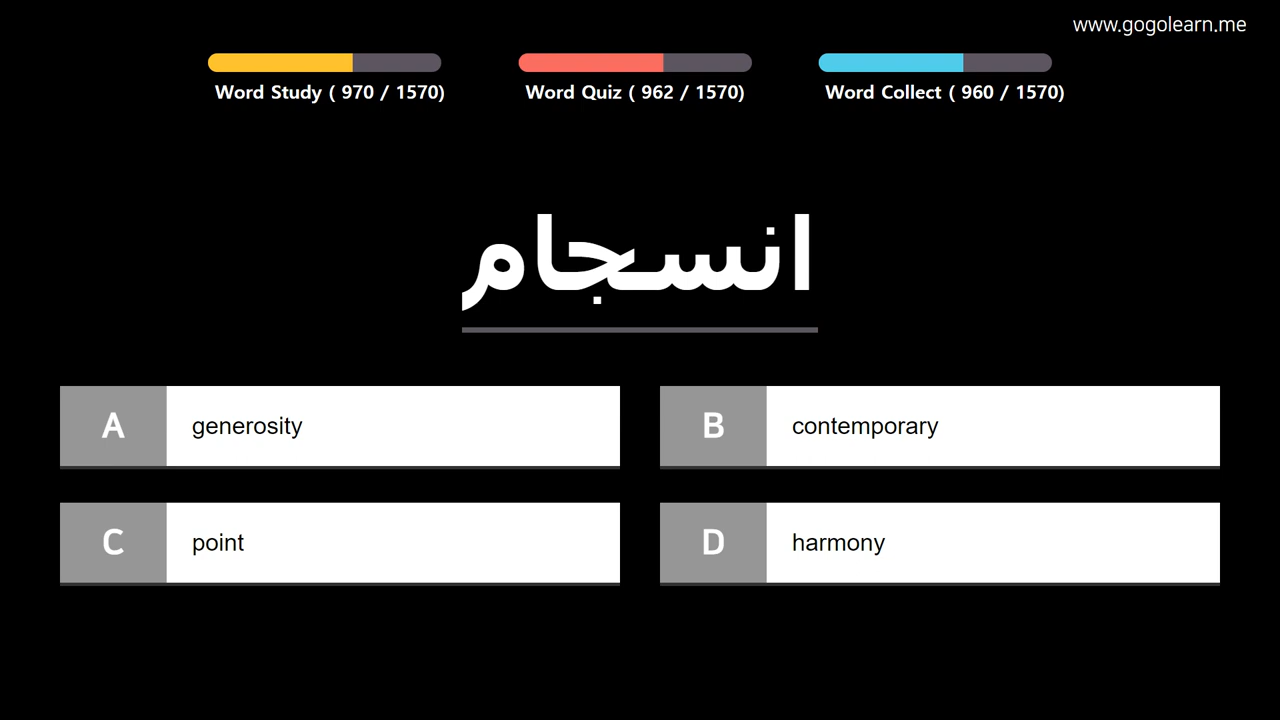 www.gogolearn.me
Word Study ( 970 / 1570)
Word Quiz ( 962 / 1570)
Word Collect ( 960 / 1570)
انسجام
A generosity
B contemporary
C point
D harmony